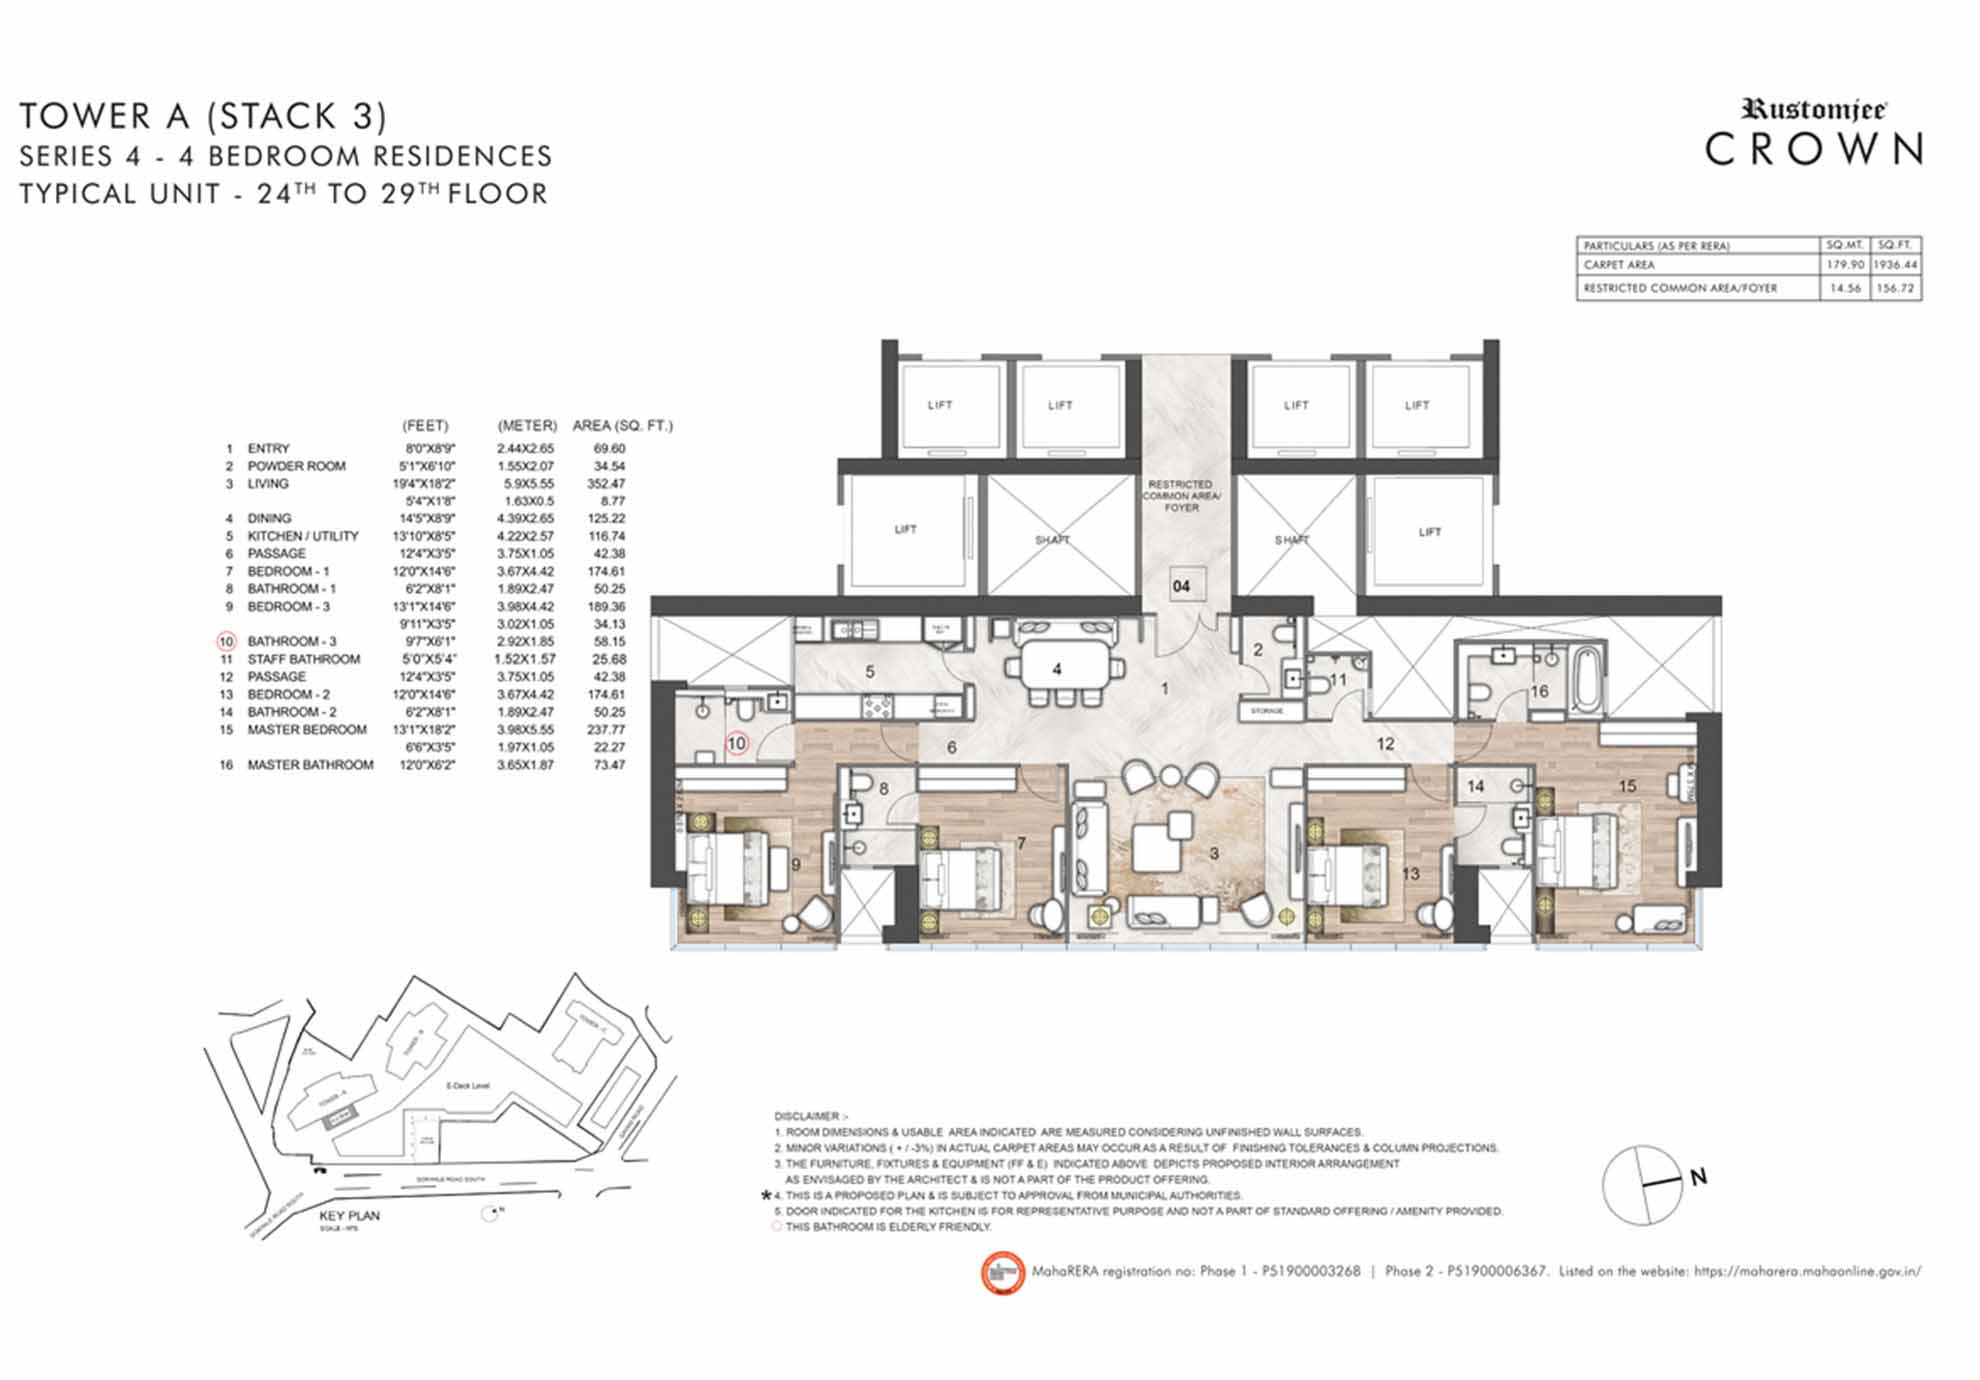 TOWER A (STACK 3)
SERIES 4 - 4 BEDROOM RESIDENCES
TYPICAL UNIT - 24TH TO 29TH FLOOR
Rustomjee
CROWN
PARTICULARS (AS PER RERA) SQ.MT. SQ.FT.
CARPET AREA 179.90 1936.44
RESTRICTED COMMON AREA/FOYER 14.56 156.72
(FEET) (METER) AREA (SQ. FT.)
1 ENTRY 8'0"X8'9" 2.44X2.65 69.60
2 POWDER ROOM 5'1"X6'10" 1.55X2.07 34.54
3 LIVING 19'4"X18'2" 5.9X5.55 352.47
5'4"X1'8" 1.63X0.5 8.77
4 DINING 14'5"X8'9" 4.39X2.65 125.22
5 KITCHEN / UTILITY 13'10"X8'5" 4.22X2.57 116.74
6 PASSAGE 12'4"X3'5" 3.75X1.05 42.38
7 BEDROOM - 1 12'0"X14'6" 3.67X4.42 174.61
8 BATHROOM - 1 6'2"X8'1" 1.89X2.47 50.25
9 BEDROOM - 3 13'1"X14'6" 3.98X4.42 189.36
9'11"X3'5" 3.02X1.05 34.13
10 BATHROOM - 3 9'7"X6'1" 2.92X1.85 58.15
11 STAFF BATHROOM 5'0"X5'4" 1.52X1.57 25.68
12 PASSAGE 12'4"X3'5" 3.75X1.05 42.38
13 BEDROOM - 2 12'0"X14'6" 3.67X4.42 174.61
14 BATHROOM - 2 6'2"X8'1" 1.89X2.47 50.25
15 MASTER BEDROOM 13'1"X18'2" 3.98X5.55 237.77
6'6"X3'5" 1.97X1.05 22.27
16 MASTER BATHROOM 12'0"X6'2" 3.65X1.87 73.47
LIFT LIFT LIFT LIFT
RESTRICTED
COMMON AREA/
FOYER
LIFT SHAFT SHAFT LIFT
04
5 4 1 2 11 16
STORAGE
10 6 12
8 14 15
9 7 3 13
TOWER - C
TOWER - B
TOWER - A
E-Deck Level
GORWLE ROAD SOUTH
KEY PLAN
SCALE - NTS
N
DISCLAIMER :-
1. ROOM DIMENSIONS & USABLE AREA INDICATED ARE MEASURED CONSIDERING UNFINISHED WALL SURFACES.
2. MINOR VARIATIONS ( + / -3%) IN ACTUAL CARPET AREAS MAY OCCUR AS A RESULT OF FINISHING TOLERANCES & COLUMN PROJECTIONS.
3. THE FURNITURE, FIXTURES & EQUIPMENT (FF & E) INDICATED ABOVE DEPICTS PROPOSED INTERIOR ARRANGEMENT
AS ENVISAGED BY THE ARCHITECT & IS NOT A PART OF THE PRODUCT OFFERING.
* 4. THIS IS A PROPOSED PLAN & IS SUBJECT TO APPROVAL FROM MUNICIPAL AUTHORITIES.
5. DOOR INDICATED FOR THE KITCHEN IS FOR REPRESENTATIVE PURPOSE AND NOT A PART OF STANDARD OFFERING / AMENITY PROVIDED.
THIS BATHROOM IS ELDERLY FRIENDLY.
N
MahaRERA registration no: Phase 1 - P51900003268 | Phase 2 - P51900006367. Listed on the website: https://maharera.mahaonline.gov.in/